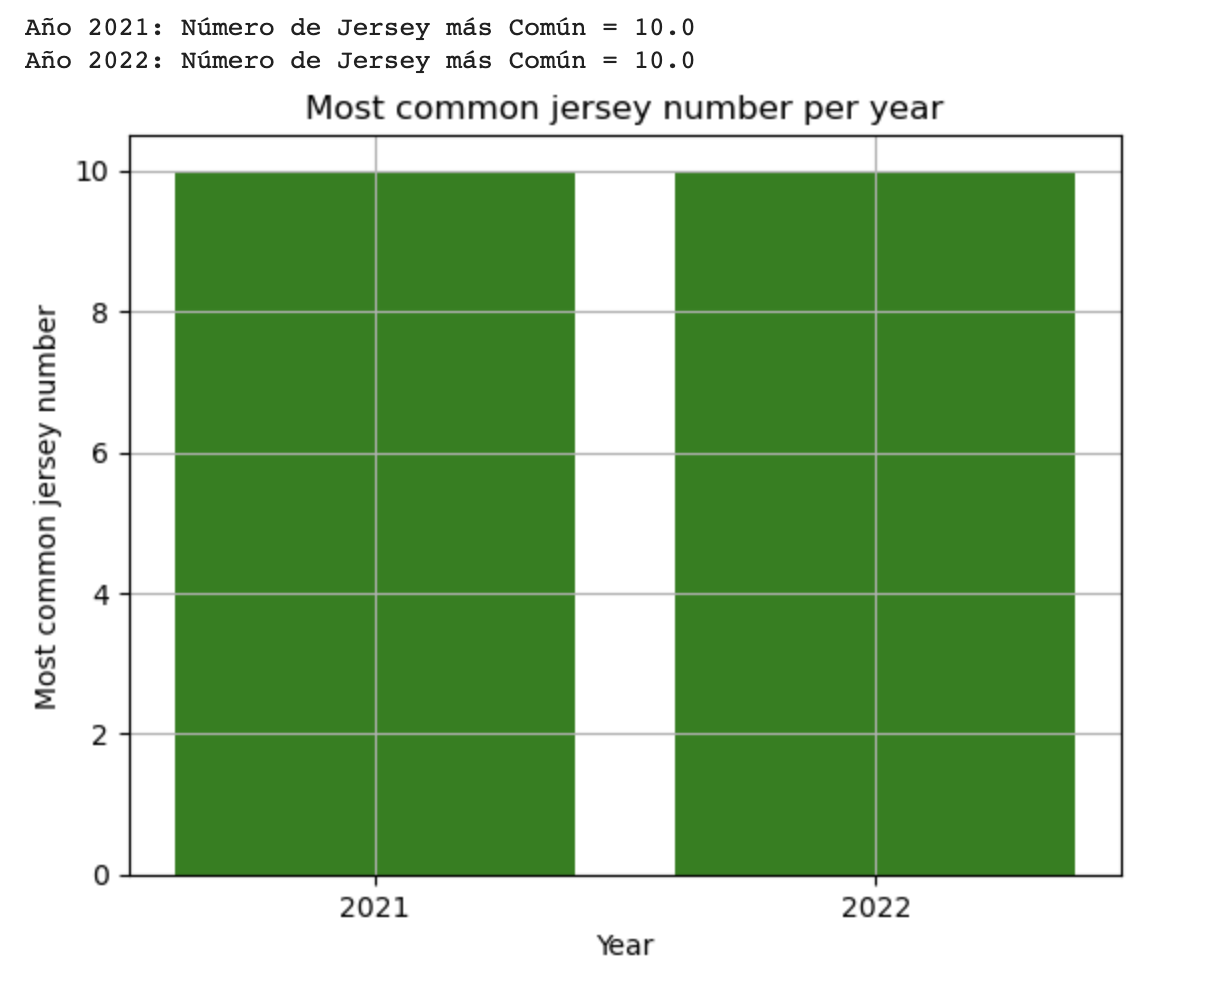 Año 2021: Número de Jersey más Común = 10.0
Año 2022: Número de Jersey más Común = 10.0
Most common jersey number per year
Most common jersey number
10
8
6
4
2
0
2021 2022
Year